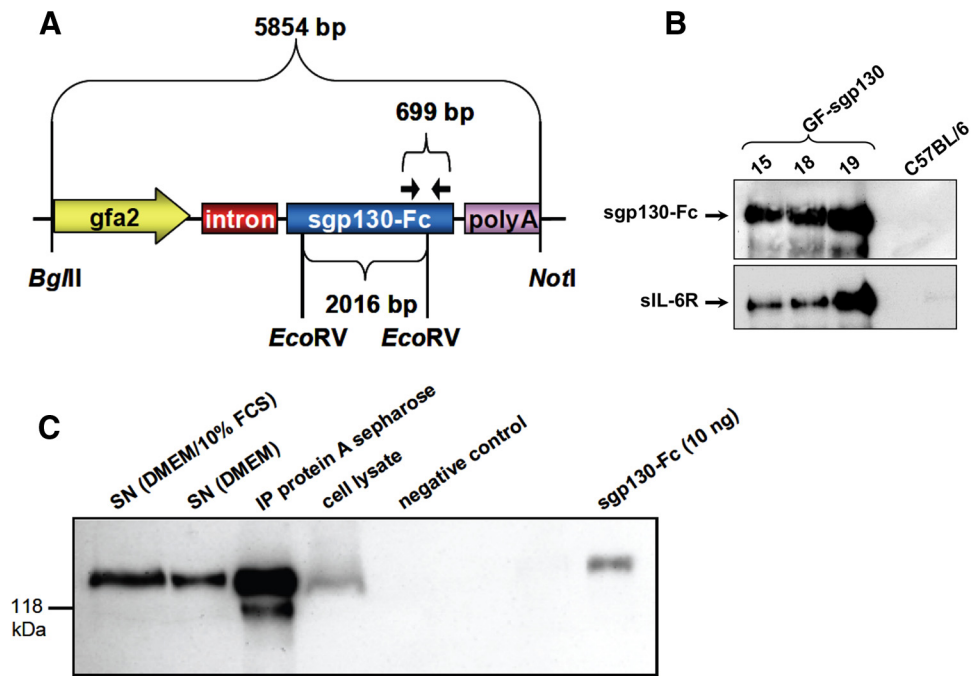 A
5854 bp
699 bp
gfa2
intron
sgp130-Fc
polyA
BglII
NotI
2016 bp
EcoRV
EcoRV
B
GF-sgp130
15
18
19
C57BL/6
sgp130-Fc
sIL-6R
C
SN (DMEM/10% FCS)
SN (DMEM)
IP protein A sepharose
cell lysate
negative control
sgp130-Fc (10 ng)
118
kDa